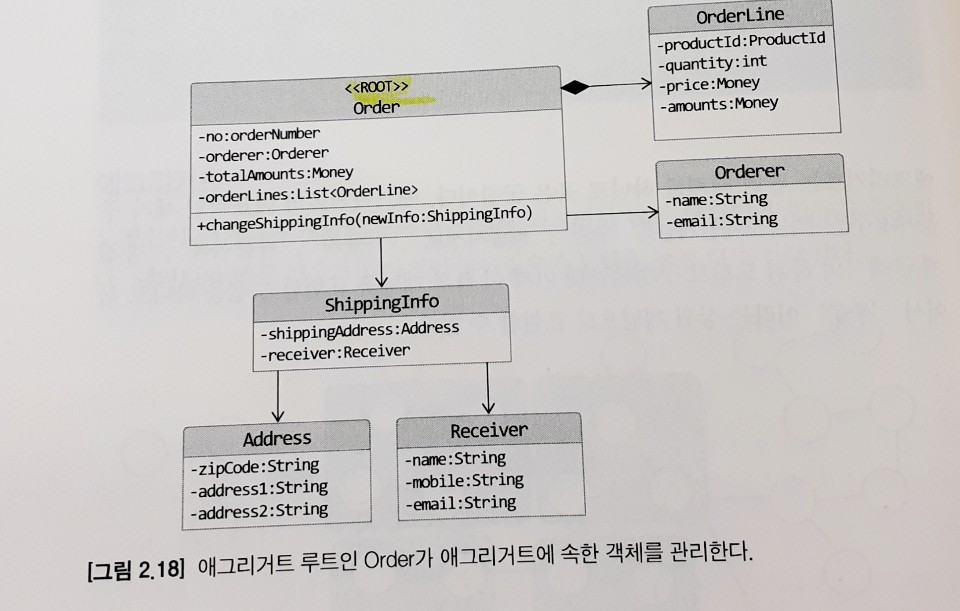 OrderLine
-productId:ProductId
-quantity:int
-price:Money
-amounts:Money
<<ROOT>>
Order
-no:orderNumber
-orderer:Orderer
-totalAmounts:Money
-orderLines:List<OrderLine>
+changeShippingInfo(newInfo:ShippingInfo)
Orderer
-name:String
-email:String
ShippingInfo
-shippingAddress:Address
-receiver:Receiver
Address
-zipCode:String
-address1:String
-address2:String
Receiver
-name:String
-mobile:String
-email:String
[그림 2.18] 애그리거트 루트인 Order가 애그리거트에 속한 객체를 관리한다.